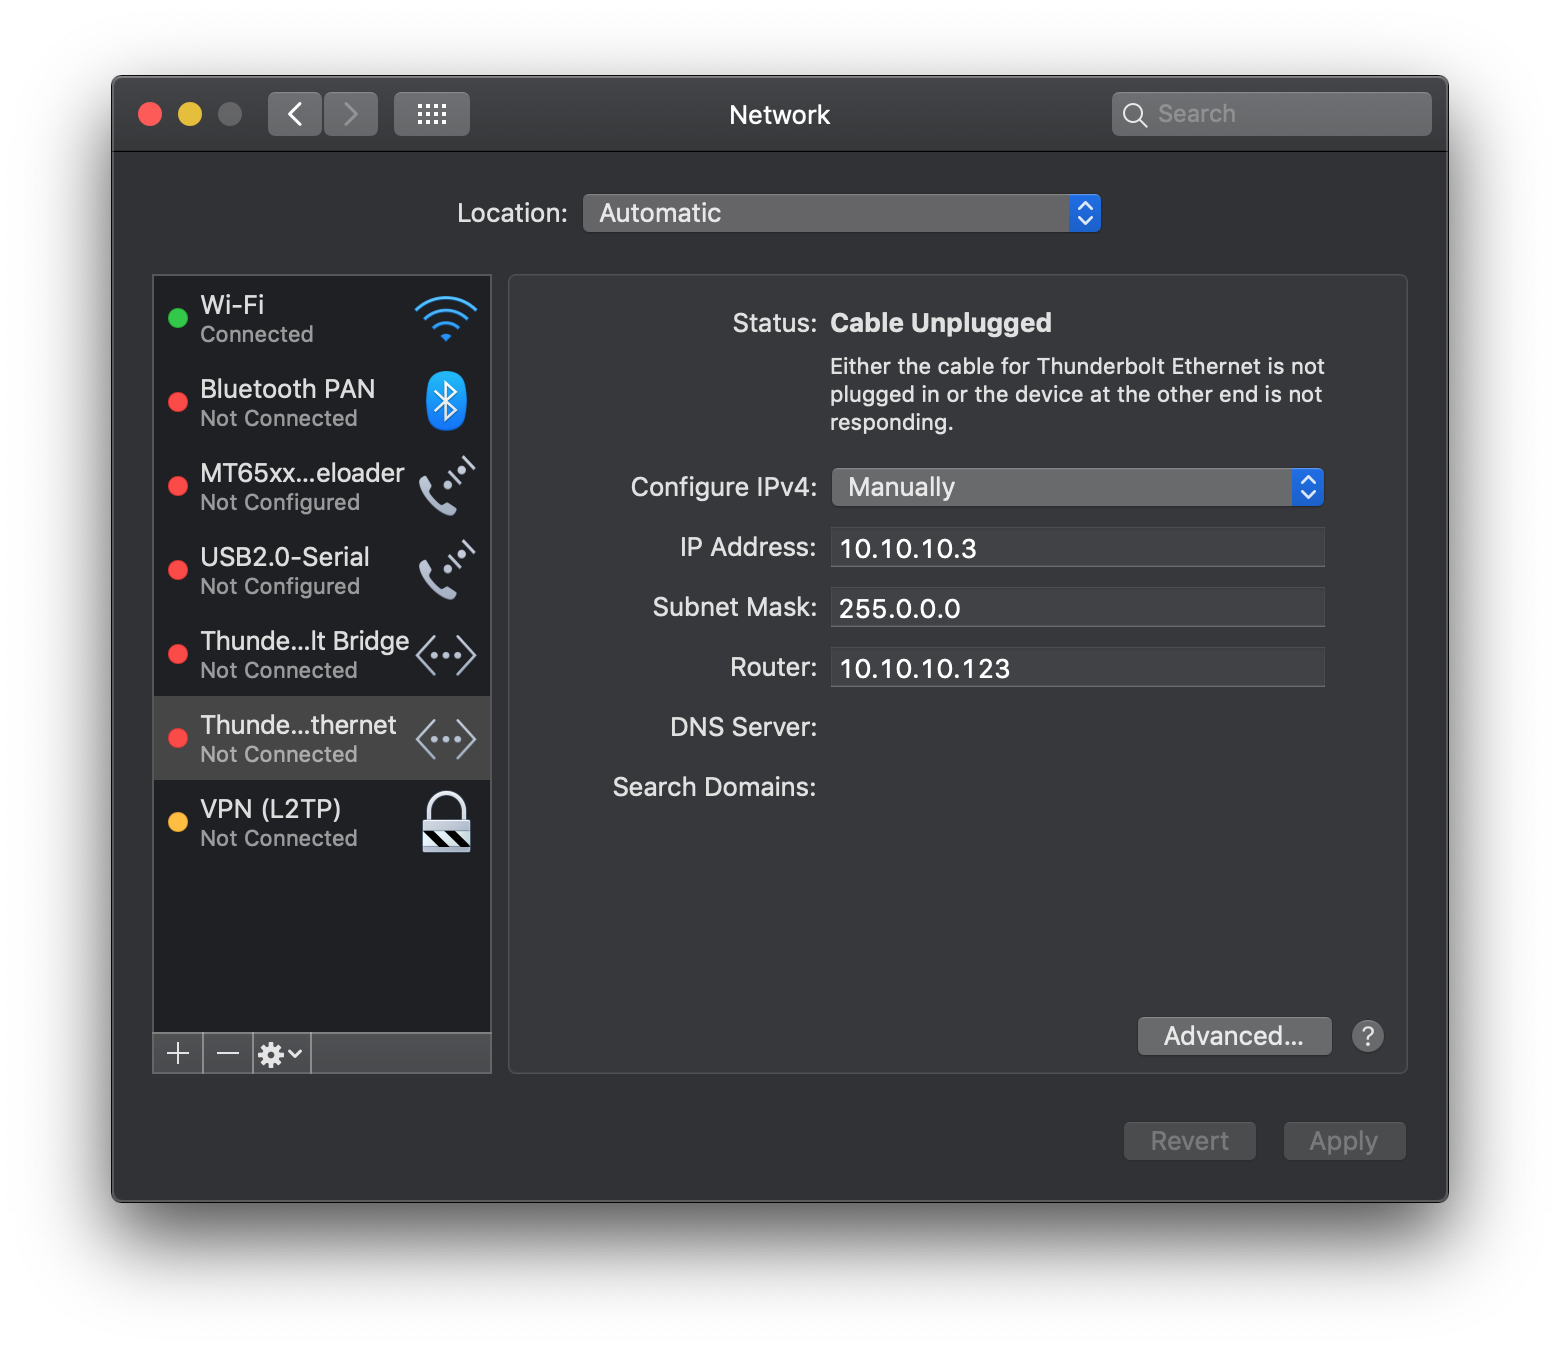 Network
Search
Location: Automatic
Wi-Fi
Connected
Bluetooth PAN
Not Connected
MT65xx...eloader
Not Configured
USB2.0-Serial
Not Configured
Thunde...lt Bridge
Not Connected
Thunde...thernet
Not Connected
VPN (L2TP)
Not Connected
Status: Cable Unplugged
Either the cable for Thunderbolt Ethernet is not
plugged in or the device at the other end is not
responding.
Configure IPv4: Manually
IP Address: 10.10.10.3
Subnet Mask: 255.0.0.0
Router: 10.10.10.123
DNS Server:
Search Domains:
Advanced...
?
Revert
Apply